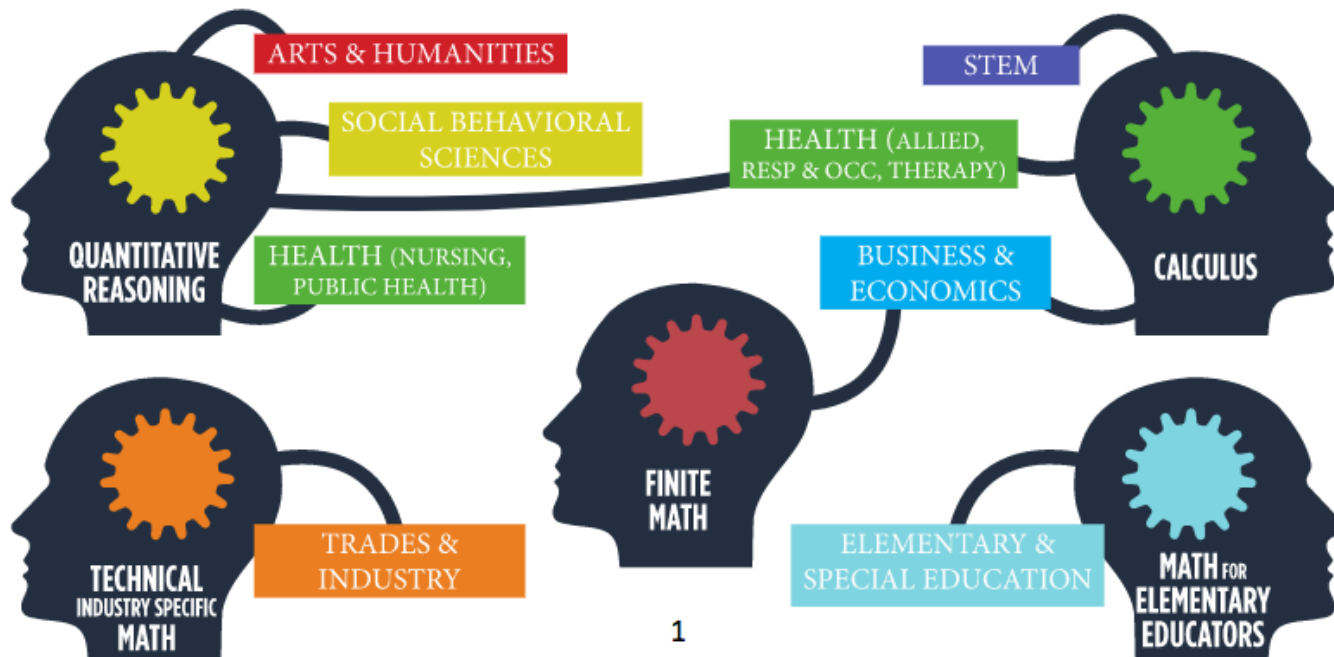 ARTS & HUMANITIES
SOCIAL BEHAVIORAL
SCIENCES
QUANTITATIVE
REASONING
HEALTH (NURSING,
PUBLIC HEALTH)
STEM
HEALTH (ALLIED,
RESP & OCC, THERAPY)
BUSINESS &
ECONOMICS
CALCULUS
FINITE
MATH
TRADES &
INDUSTRY
TECHNICAL
INDUSTRY SPECIFIC
MATH
ELEMENTARY &
SPECIAL EDUCATION
MATH FOR
ELEMENTARY
EDUCATORS
1